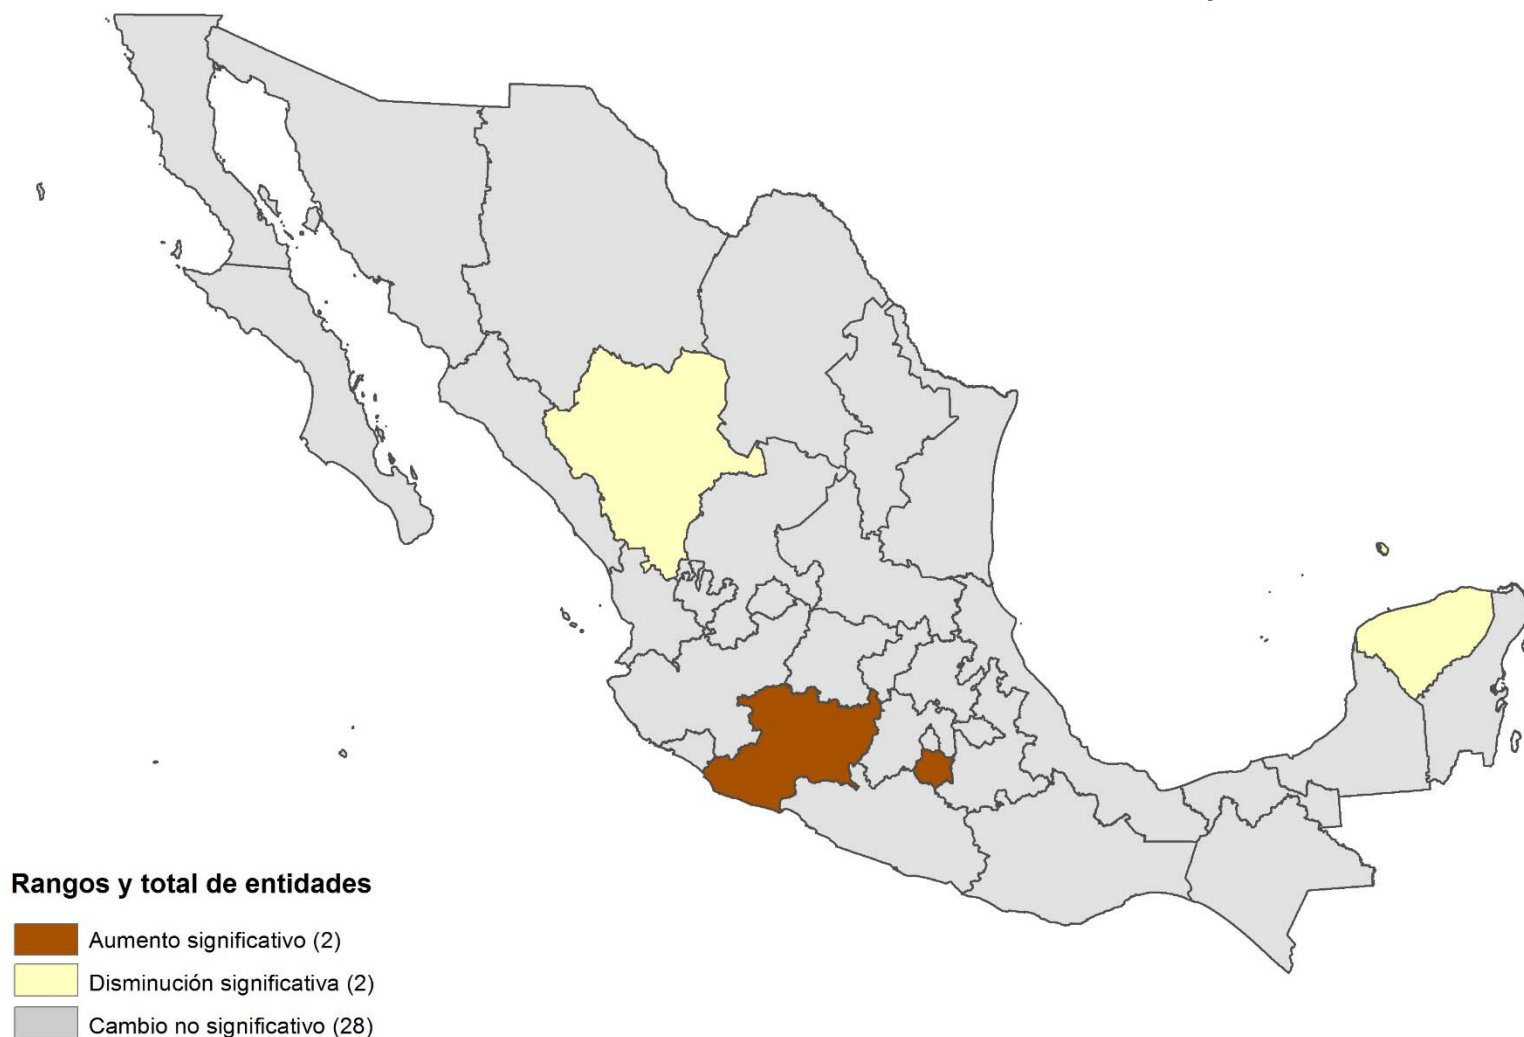 Rangos y total de entidades
Aumento significativo (2)
Disminución significativa (2)
Cambio no significativo (28)